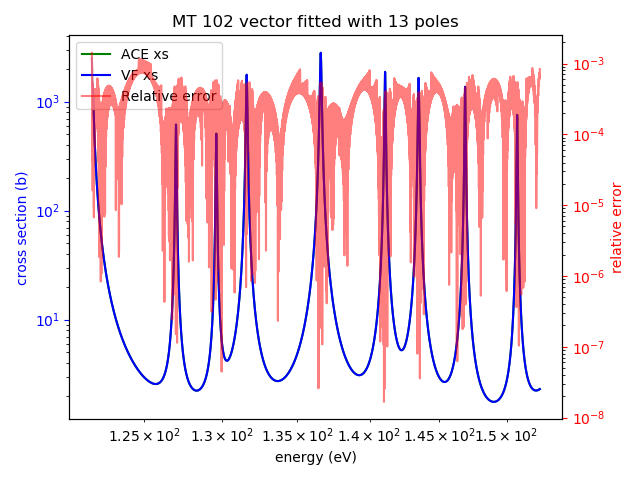 MT 102 vector fitted with 13 poles
ACE xs
VF xs
Relative error
10³
10²
10¹
cross section (b)
10⁻³
10⁻⁴
10⁻⁵
10⁻⁶
10⁻⁷
10⁻⁸
relative error
1.25 × 10² 1.3 × 10² 1.35 × 10² 1.4 × 10² 1.45 × 10² 1.5 × 10²
energy (eV)